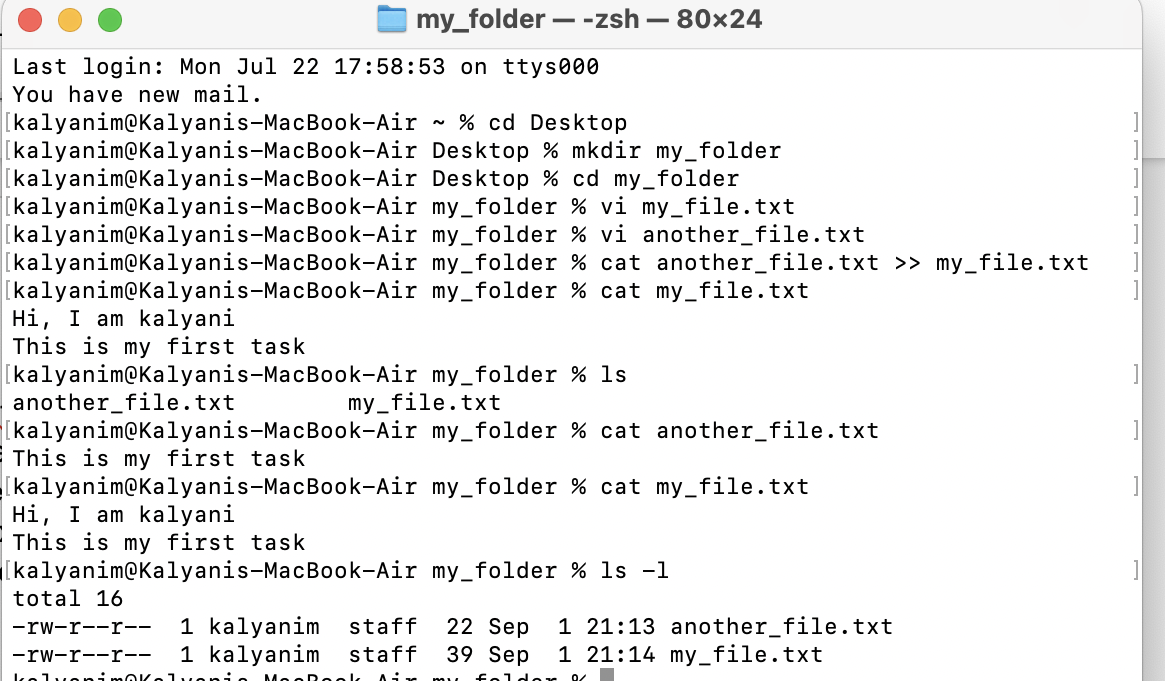 my_folder — -zsh — 80×24
Last login: Mon Jul 22 17:58:53 on ttys000
You have new mail.
[kalyanim@Kalyanis-MacBook-Air ~ % cd Desktop ]
[kalyanim@Kalyanis-MacBook-Air Desktop % mkdir my_folder ]
[kalyanim@Kalyanis-MacBook-Air Desktop % cd my_folder ]
[kalyanim@Kalyanis-MacBook-Air my_folder % vi my_file.txt ]
[kalyanim@Kalyanis-MacBook-Air my_folder % vi another_file.txt ]
[kalyanim@Kalyanis-MacBook-Air my_folder % cat another_file.txt >> my_file.txt ]
[kalyanim@Kalyanis-MacBook-Air my_folder % cat my_file.txt ]
Hi, I am kalyani
This is my first task
[kalyanim@Kalyanis-MacBook-Air my_folder % ls ]
another_file.txt        my_file.txt
[kalyanim@Kalyanis-MacBook-Air my_folder % cat another_file.txt ]
This is my first task
[kalyanim@Kalyanis-MacBook-Air my_folder % cat my_file.txt ]
Hi, I am kalyani
This is my first task
[kalyanim@Kalyanis-MacBook-Air my_folder % ls -l ]
total 16
-rw-r--r--  1 kalyanim  staff  22 Sep  1 21:13 another_file.txt
-rw-r--r--  1 kalyanim  staff  39 Sep  1 21:14 my_file.txt
kalyanim@Kalyanis-MacBook-Air my_folder %